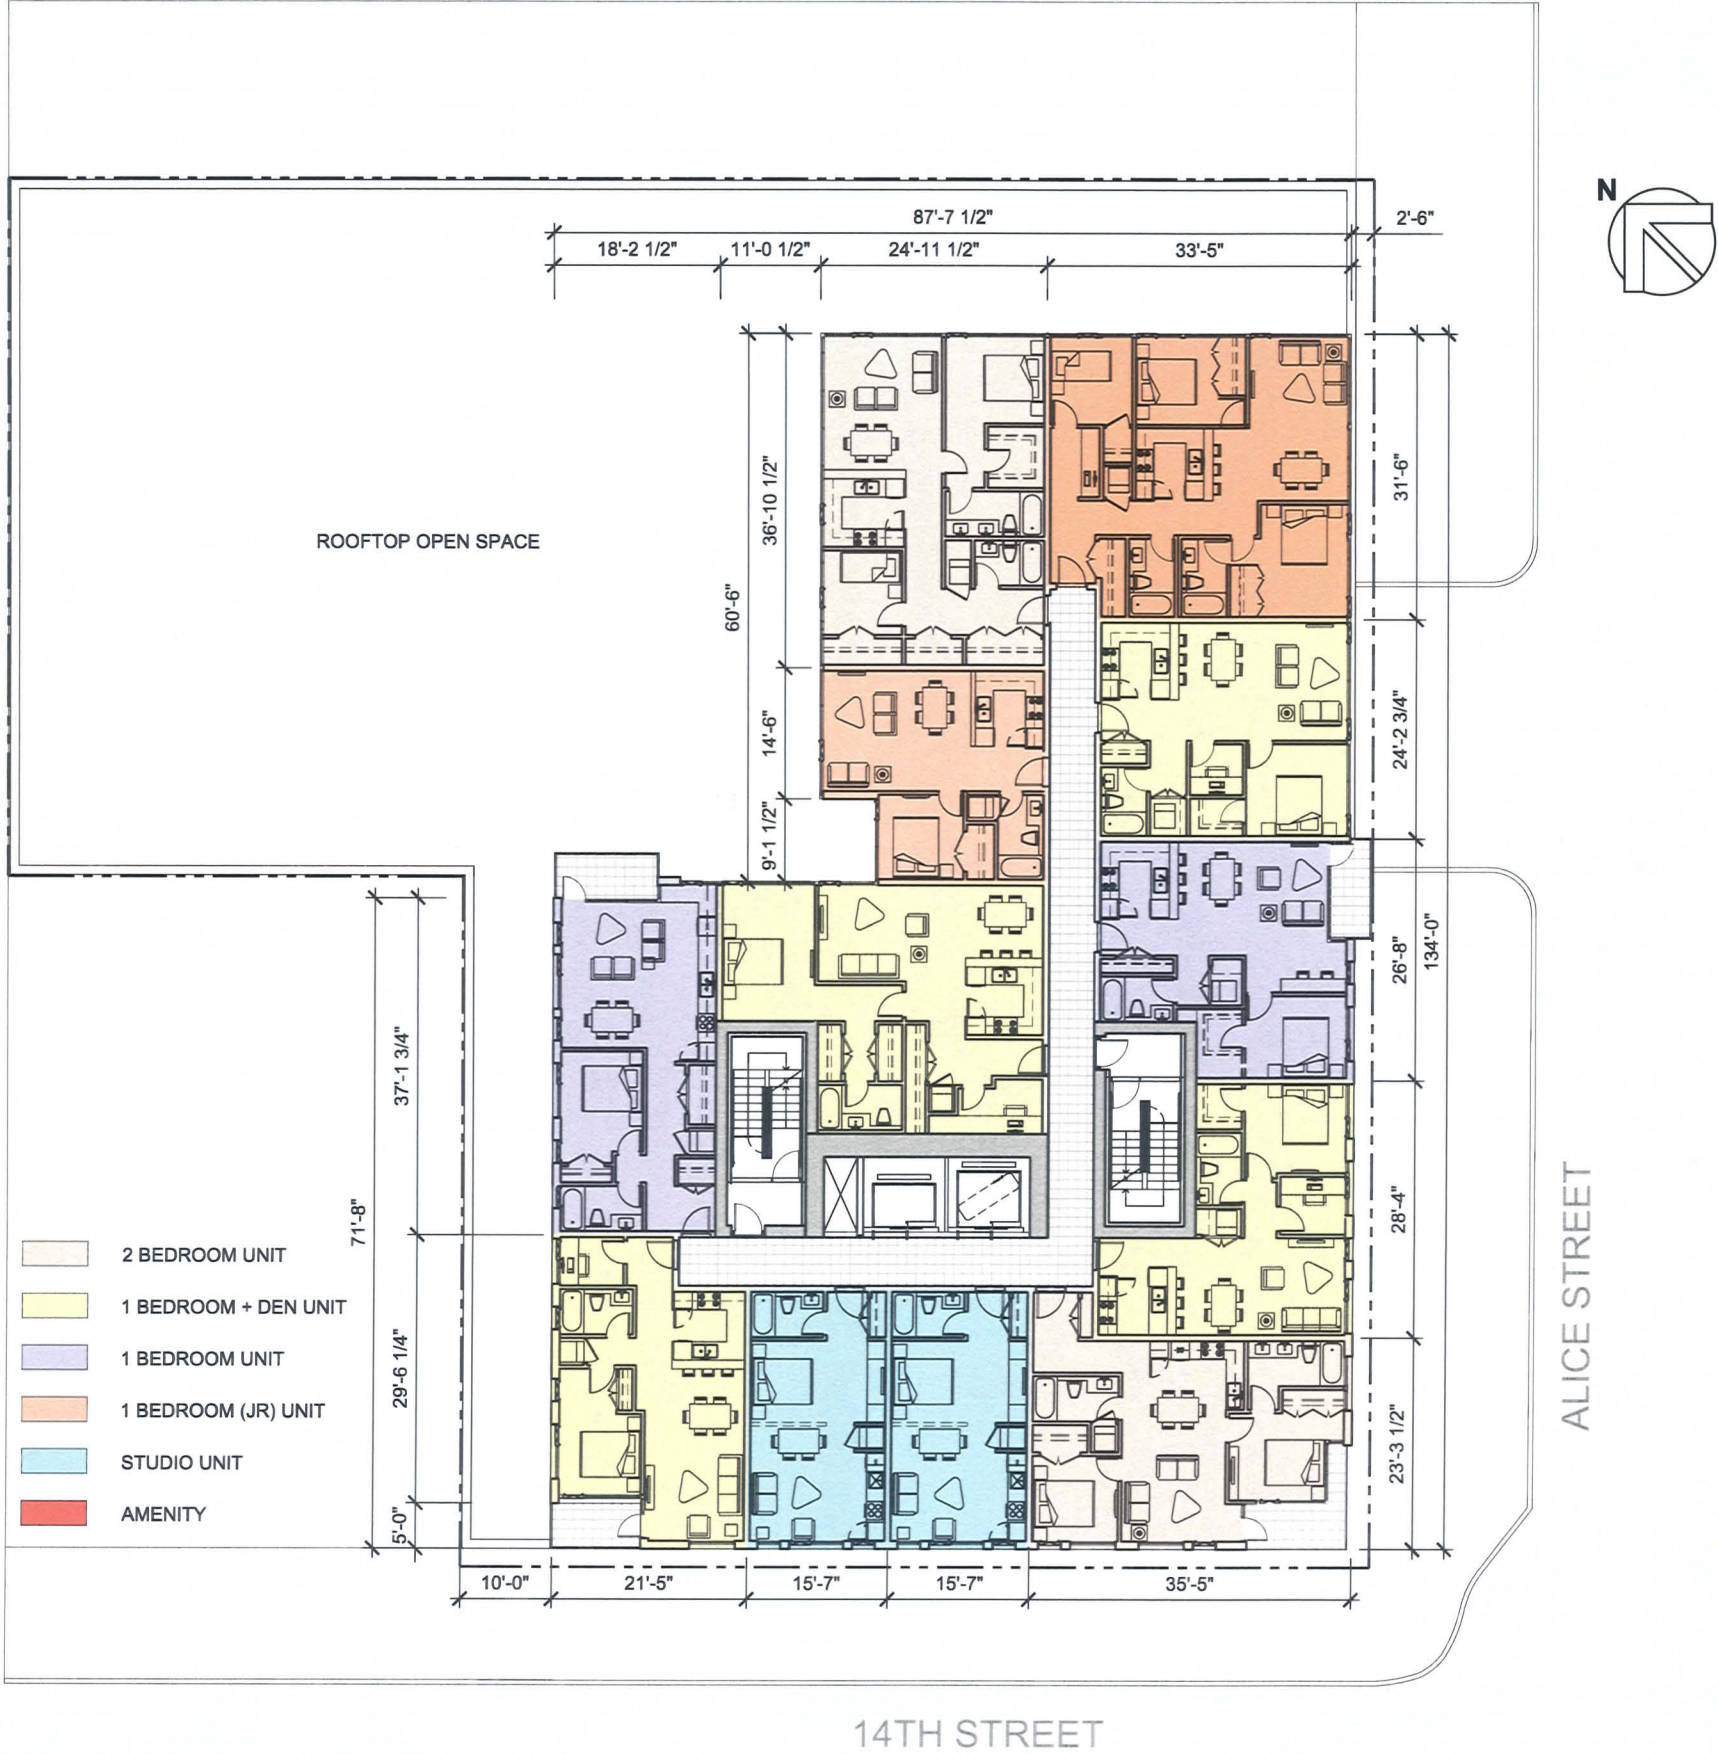 N
87'-7 1/2"
2'-6"
18'-2 1/2"
11'-0 1/2"
24'-11 1/2"
33'-5"
36'-10 1/2"
31'-6"
ROOFTOP OPEN SPACE
60'-6"
14'-6"
24'-2 3/4"
9'-1 1/2"
134'-0"
26'-8"
37'-1 3/4"
71'-8"
28'-4"
ALICE STREET
2 BEDROOM UNIT
1 BEDROOM + DEN UNIT
1 BEDROOM UNIT
1 BEDROOM (JR) UNIT
STUDIO UNIT
AMENITY
29'-6 1/4"
23'-3 1/2"
5'-0"
10'-0"
21'-5"
15'-7"
15'-7"
35'-5"
14TH STREET